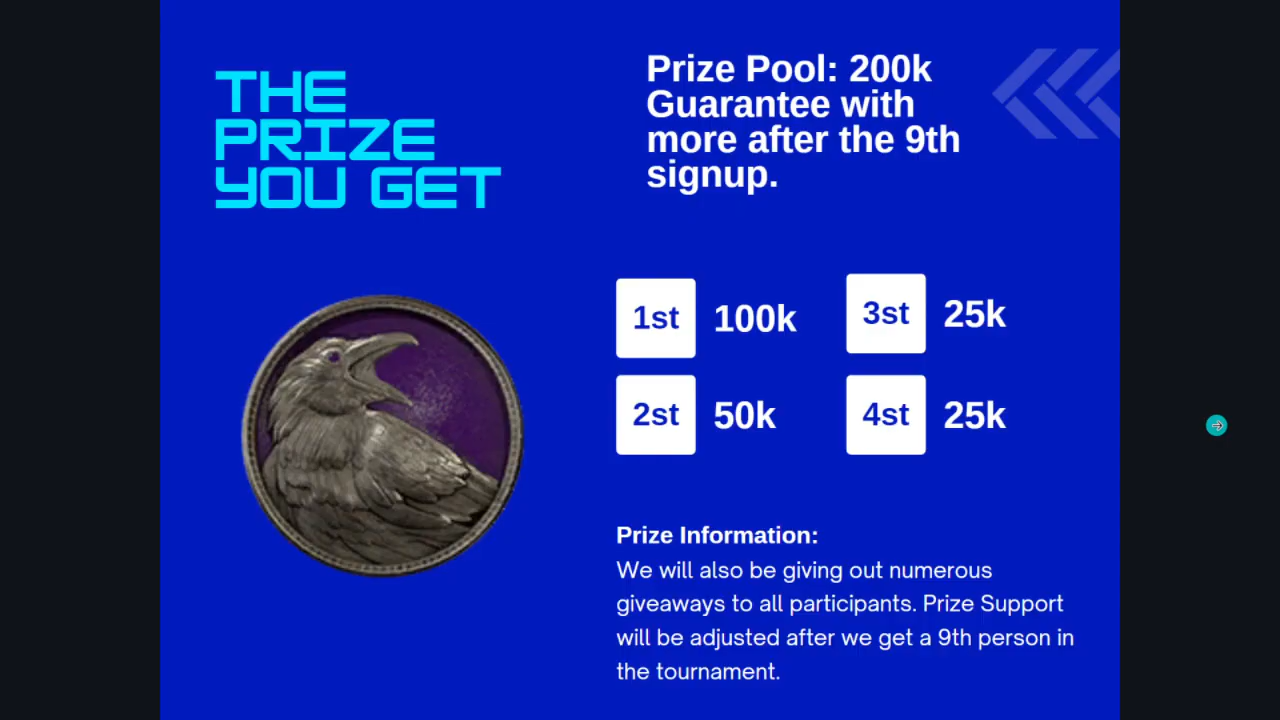 THE
PRIZE
YOU GET
Prize Pool: 200k
Guarantee with
more after the 9th
signup.
1st 100k
3st 25k
2st 50k
4st 25k
Prize Information:
We will also be giving out numerous
giveaways to all participants. Prize Support
will be adjusted after we get a 9th person in
the tournament.